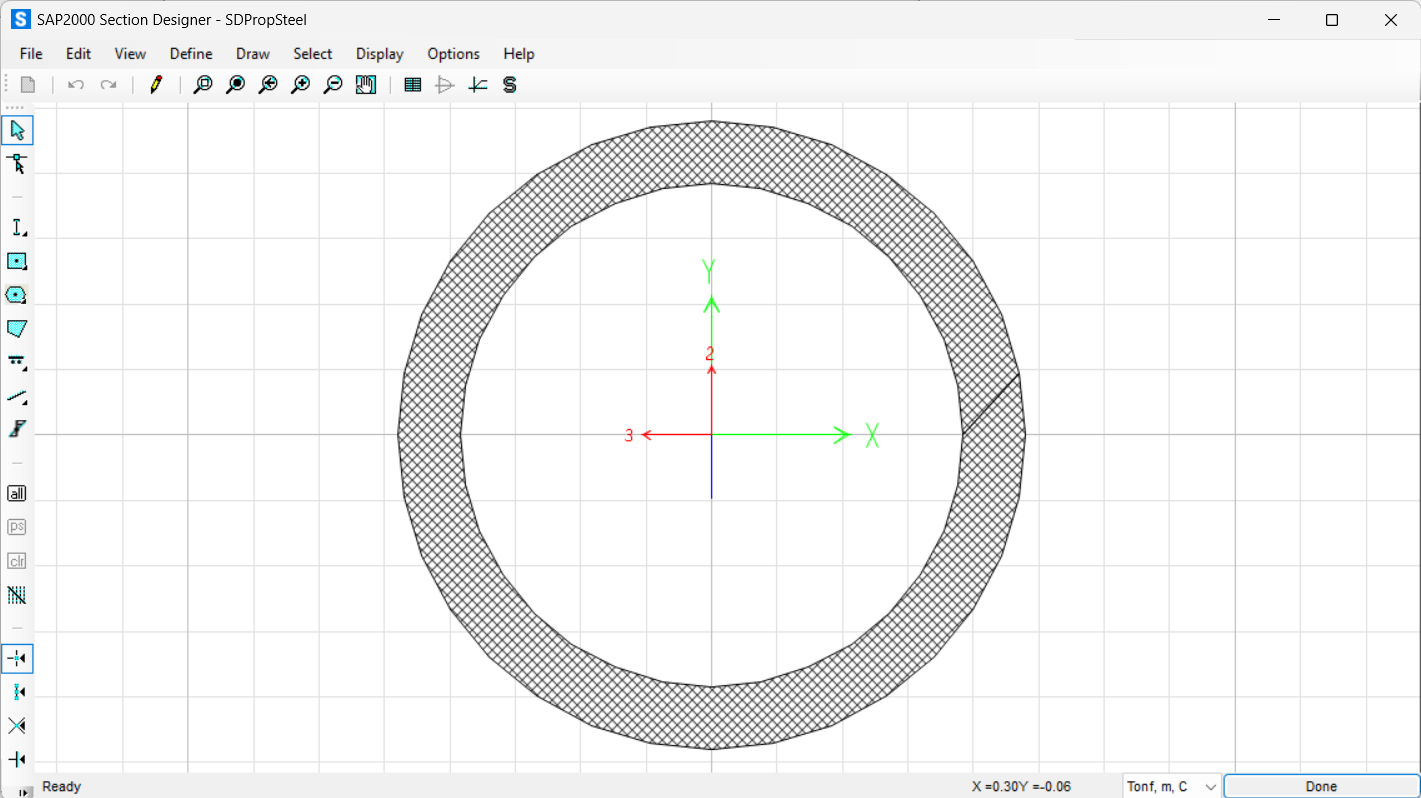 S SAP2000 Section Designer - SDPropSteel
File Edit View Define Draw Select Display Options Help
S
Y
2
3
X
all
ps
clr
Ready X =0.30Y =-0.06 Tonf, m, C Done